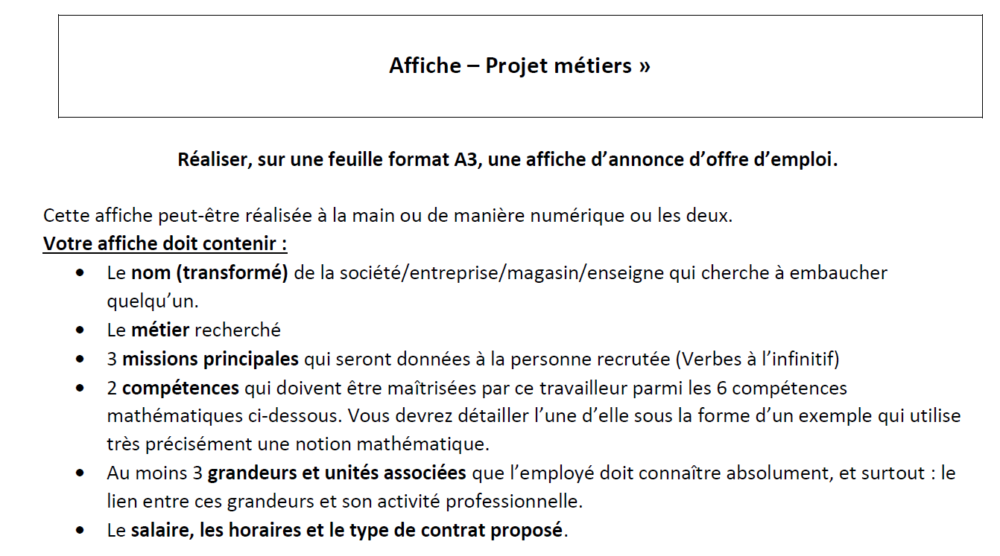 Affiche – Projet métiers »
Réaliser, sur une feuille format A3, une affiche d’annonce d’offre d’emploi.
Cette affiche peut-être réalisée à la main ou de manière numérique ou les deux.
Votre affiche doit contenir :
• Le nom (transformé) de la société/entreprise/magasin/enseigne qui cherche à embaucher
quelqu’un.
• Le métier recherché
• 3 missions principales qui seront données à la personne recrutée (Verbes à l’infinitif)
• 2 compétences qui doivent être maîtrisées par ce travailleur parmi les 6 compétences
mathématiques ci-dessous. Vous devrez détailler l’une d’elle sous la forme d’un exemple qui utilise
très précisément une notion mathématique.
• Au moins 3 grandeurs et unités associées que l’employé doit connaître absolument, et surtout : le
lien entre ces grandeurs et son activité professionnelle.
• Le salaire, les horaires et le type de contrat proposé.